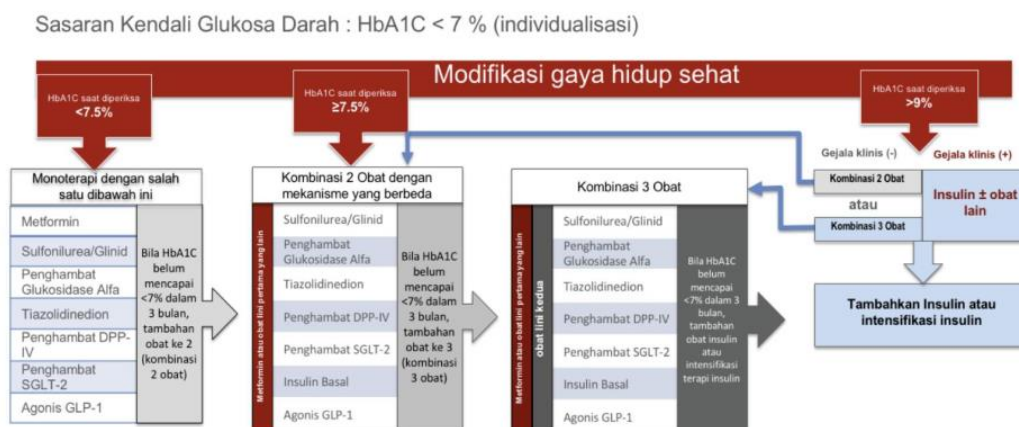 Sasaran Kendali Glukosa Darah : HbA1C < 7 % (individualisasi)
Modifikasi gaya hidup sehat
HbA1C saat diperiksa
<7.5%
HbA1C saat diperiksa
≥7.5%
HbA1C saat diperiksa
>9%
Monoterapi dengan salah
satu dibawah ini
Metformin
Sulfonilurea/Glinid
Penghambat
Glukosidase Alfa
Tiazolidinedion
Penghambat DPP-
IV
Penghambat
SGLT-2
Agonis GLP-1
Bila HbA1C
belum
mencapai
<7% dalam
3 bulan,
tambahan
obat ke 2
(kombinasi
2 obat)
Kombinasi 2 Obat dengan
mekanisme yang berbeda
Metformin atau obat lini pertama yang lain
Sulfonilurea/Glinid
Penghambat
Glukosidase Alfa
Tiazolidinedion
Penghambat DPP-IV
Penghambat SGLT-2
Insulin Basal
Agonis GLP-1
Bila HbA1C
belum
mencapai
<7% dalam
3 bulan,
tambahan
obat ke 3
(kombinasi
3 obat)
Kombinasi 3 Obat
Metformin atau obat lini pertama yang lain
obat lini kedua
Sulfonilurea/Glinid
Penghambat
Glukosidase Alfa
Tiazolidinedion
Penghambat DPP-IV
Penghambat SGLT-2
Insulin Basal
Agonis GLP-1
Bila HbA1C
belum
mencapai
<7% dalam 3
bulan,
tambahan
obat insulin
atau
intensifikasi
terapi insulin
Gejala klinis (-)
Gejala klinis (+)
Kombinasi 2 Obat
atau
Kombinasi 3 Obat
Insulin ± obat
lain
Tambahkan Insulin atau
intensifikasi insulin